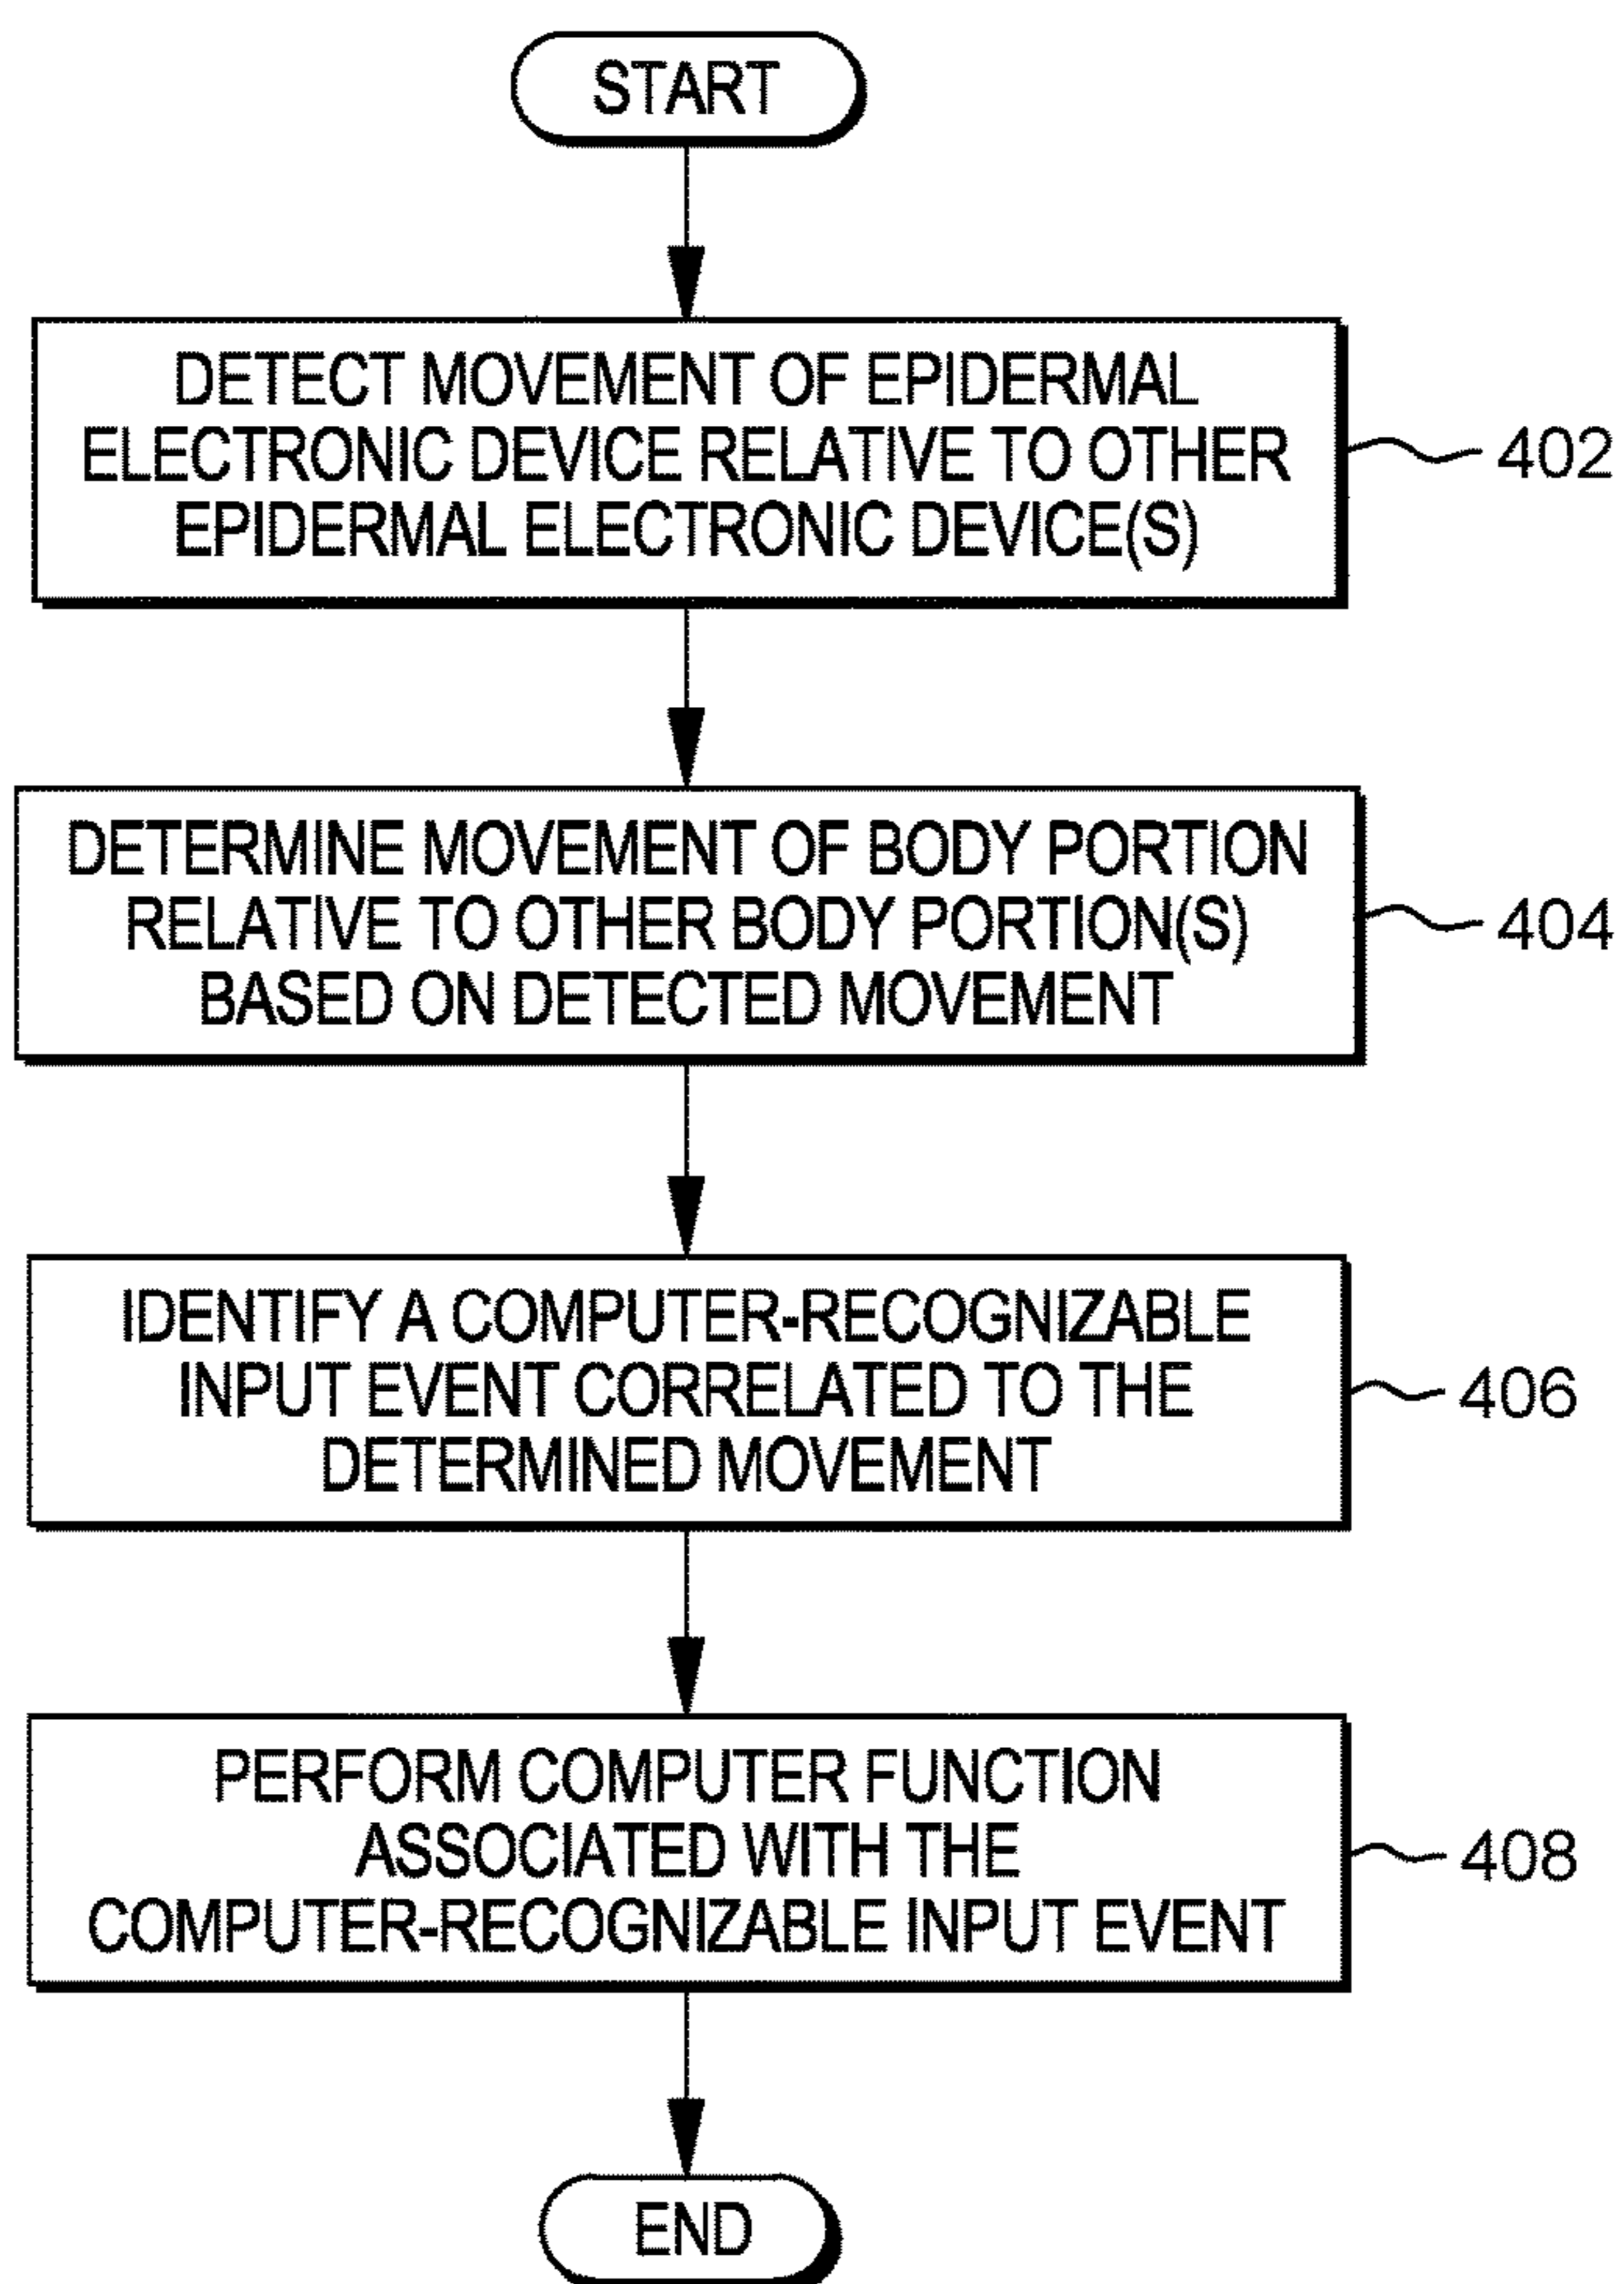 START
DETECT MOVEMENT OF EPIDERMAL
ELECTRONIC DEVICE RELATIVE TO OTHER
EPIDERMAL ELECTRONIC DEVICE(S)
402
DETERMINE MOVEMENT OF BODY PORTION
RELATIVE TO OTHER BODY PORTION(S)
BASED ON DETECTED MOVEMENT
404
IDENTIFY A COMPUTER-RECOGNIZABLE
INPUT EVENT CORRELATED TO THE
DETERMINED MOVEMENT
406
PERFORM COMPUTER FUNCTION
ASSOCIATED WITH THE
COMPUTER-RECOGNIZABLE INPUT EVENT
408
END